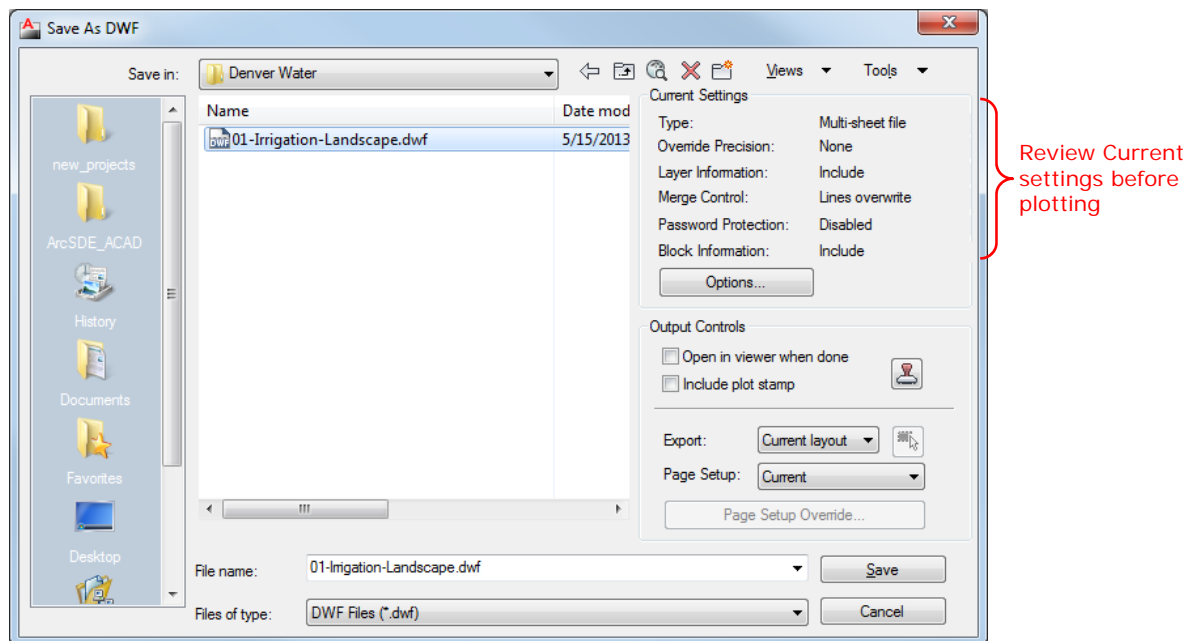 Save As DWF
Save in:
Denver Water
Views
Tools
new_projects
ArcSDE_ACAD
History
Documents
Favorites
Desktop
Name
Date mod
DWF
01-Irrigation-Landscape.dwf
5/15/2013
Current Settings
Type: Multi-sheet file
Override Precision: None
Layer Information: Include
Merge Control: Lines overwrite
Password Protection: Disabled
Block Information: Include
Options...
Output Controls
Open in viewer when done
Include plot stamp
Export: Current layout
Page Setup: Current
Page Setup Override...
File name: 01-Irrigation-Landscape.dwf
Save
Files of type: DWF Files (*.dwf)
Cancel
Review Current
settings before
plotting